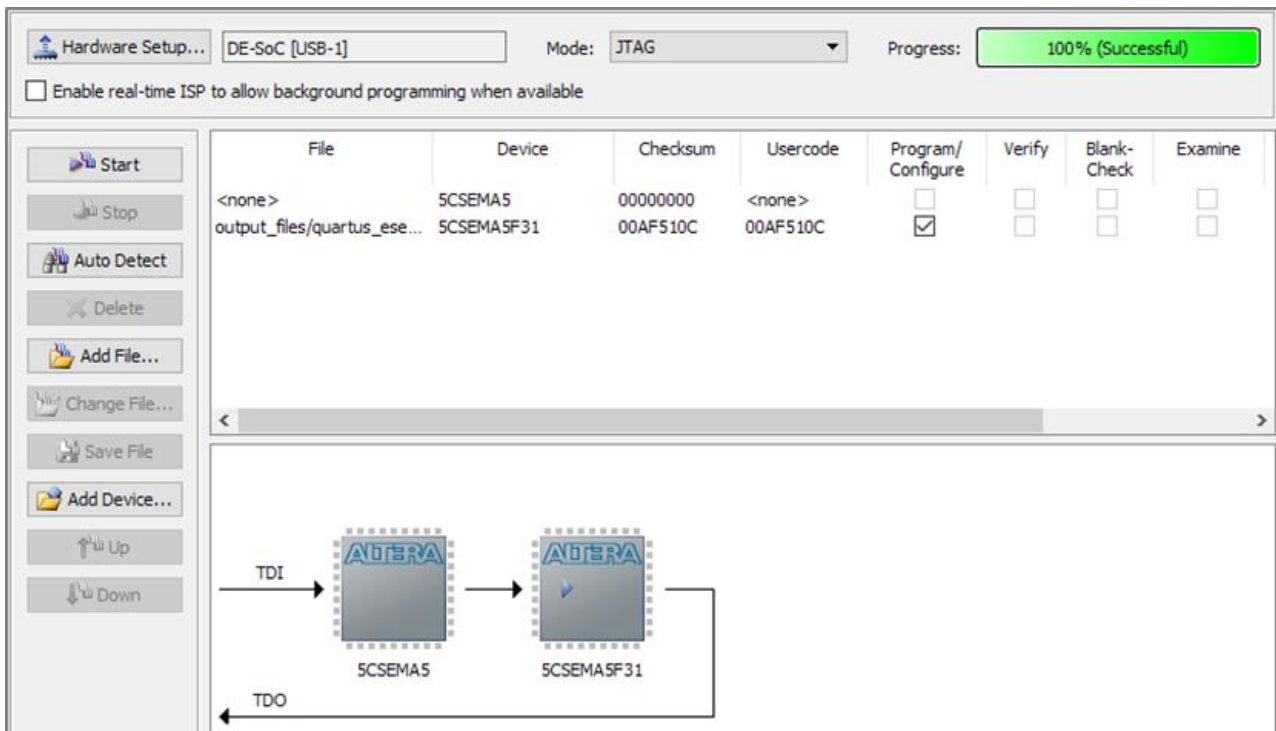 Hardware Setup... DE-SoC [USB-1] Mode: JTAG Progress: 100% (Successful)
Enable real-time ISP to allow background programming when available
Start
Stop
Auto Detect
Delete
Add File...
Change File...
Save File
Add Device...
Up
Down
File Device Checksum Usercode Program/ Verify Blank- Examine
Configure Check
<none> 5CSEMA5 00000000 <none>
output_files/quartus_ese... 5CSEMA5F31 00AF510C 00AF510C
ALTERA ALTERA
TDI
5CSEMA5 5CSEMA5F31
TDO